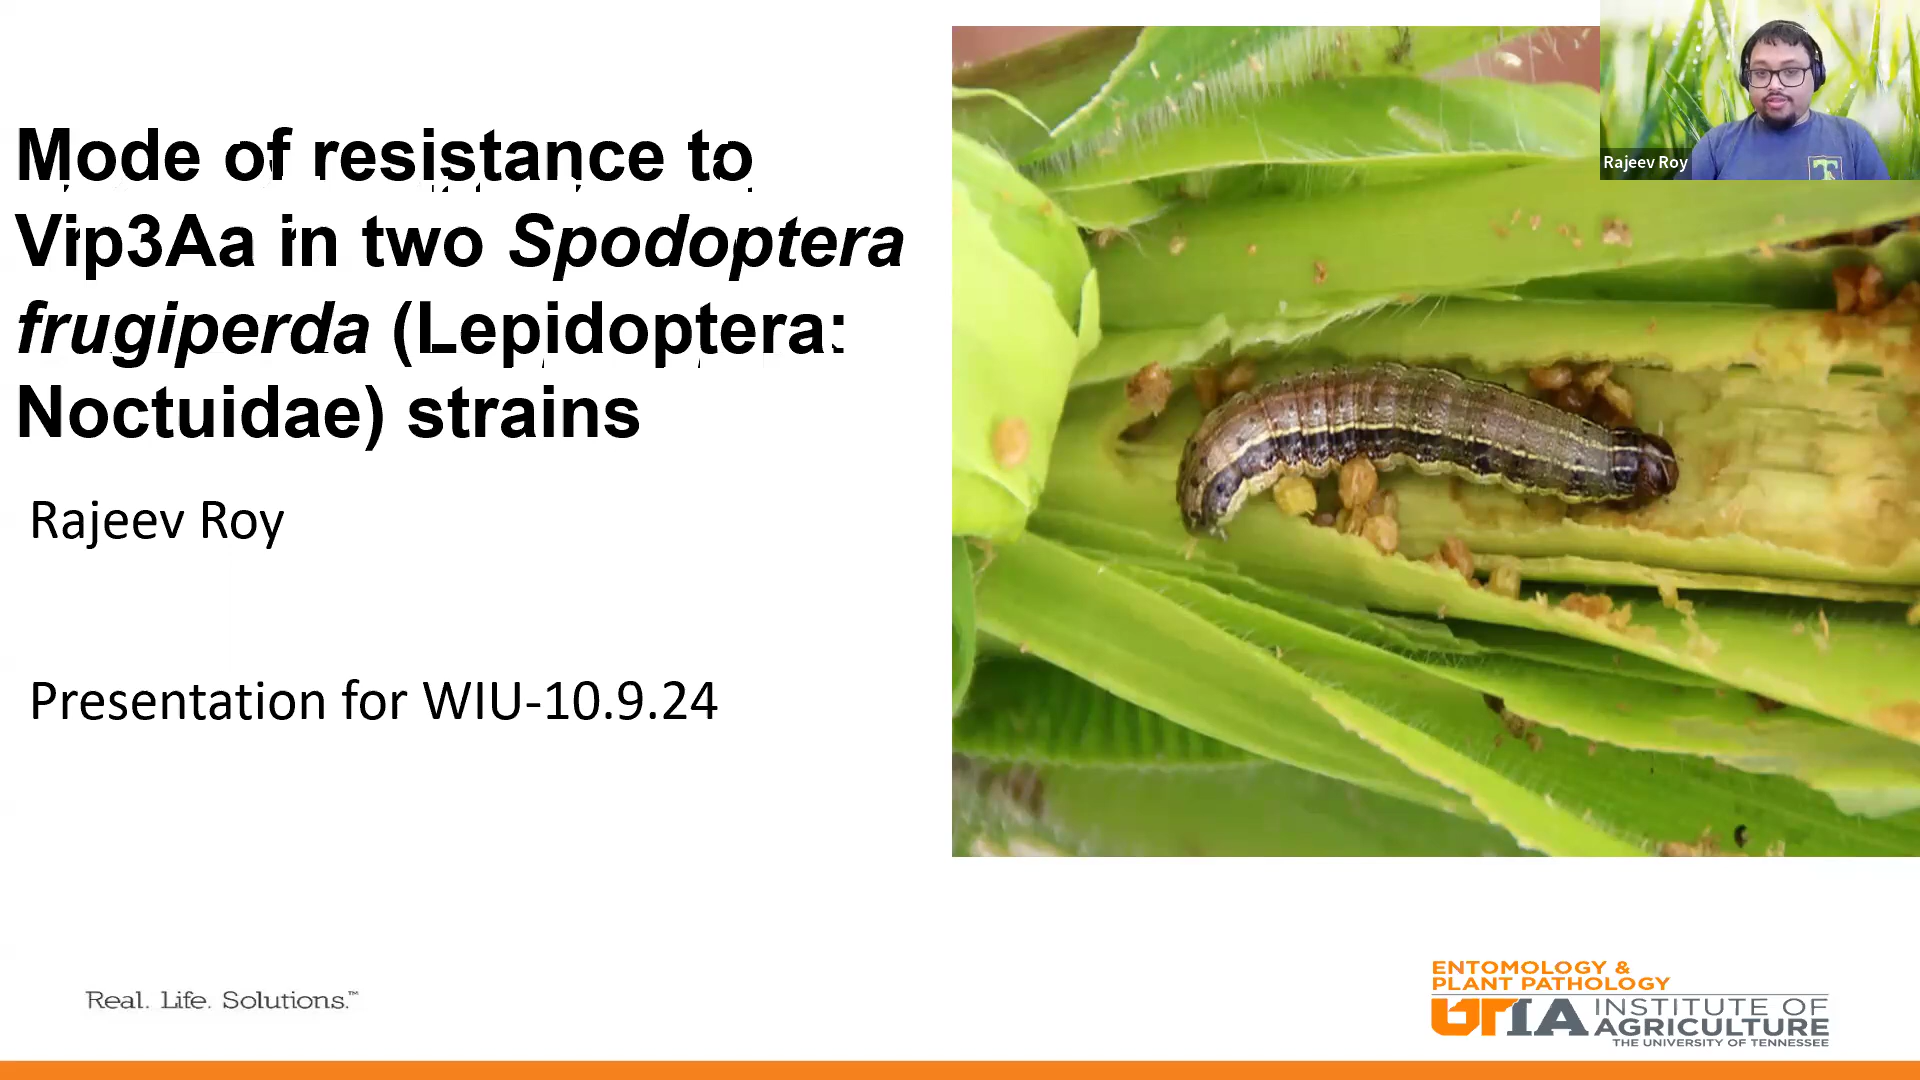 Mode of resistance to
Vip3Aa in two Spodoptera
frugiperda (Lepidoptera:
Noctuidae) strains
Rajeev Roy
Presentation for WIU-10.9.24
Rajeev Roy
Real. Life. Solutions.™
ENTOMOLOGY &
PLANT PATHOLOGY
UTIA INSTITUTE OF
AGRICULTURE
THE UNIVERSITY OF TENNESSEE